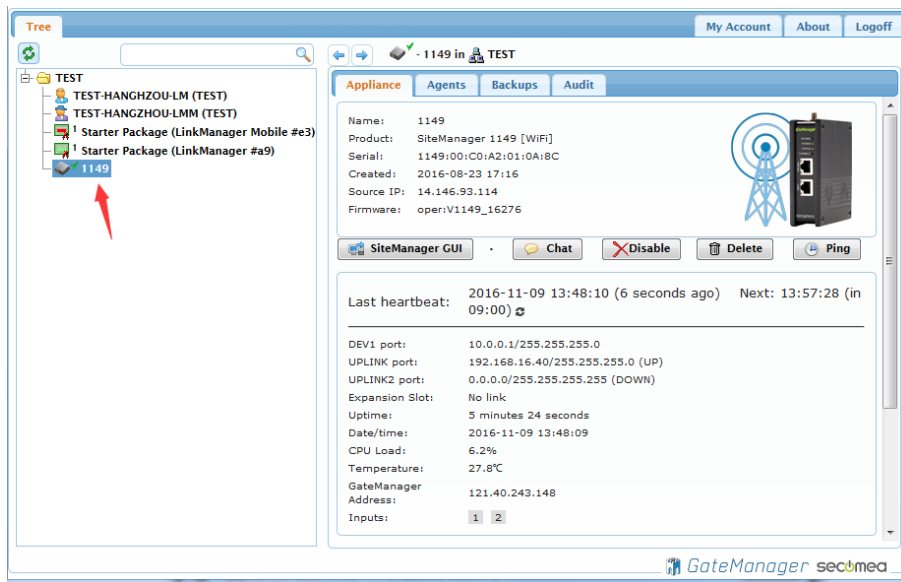 Tree
My Account About Logoff
- 1149 in TEST
TEST
TEST-HANGHZOU-LM (TEST)
TEST-HANGZHOU-LMM (TEST)
1 Starter Package (LinkManager Mobile #e3)
1 Starter Package (LinkManager #a9)
1149
Appliance Agents Backups Audit
Name: 1149
Product: SiteManager 1149 [WiFi]
Serial: 1149:00:C0:A2:01:0A:8C
Created: 2016-08-23 17:16
Source IP: 14.146.93.114
Firmware: oper:V1149_16276
SiteManager GUI · Chat Disable Delete Ping
Last heartbeat: 2016-11-09 13:48:10 (6 seconds ago) Next: 13:57:28 (in
09:00)
DEV1 port: 10.0.0.1/255.255.255.0
UPLINK port: 192.168.16.40/255.255.255.0 (UP)
UPLINK2 port: 0.0.0.0/255.255.255.255 (DOWN)
Expansion Slot: No link
Uptime: 5 minutes 24 seconds
Date/time: 2016-11-09 13:48:09
CPU Load: 6.2%
Temperature: 27.8℃
GateManager
Address: 121.40.243.148
Inputs: 1 2
GateManager secomea